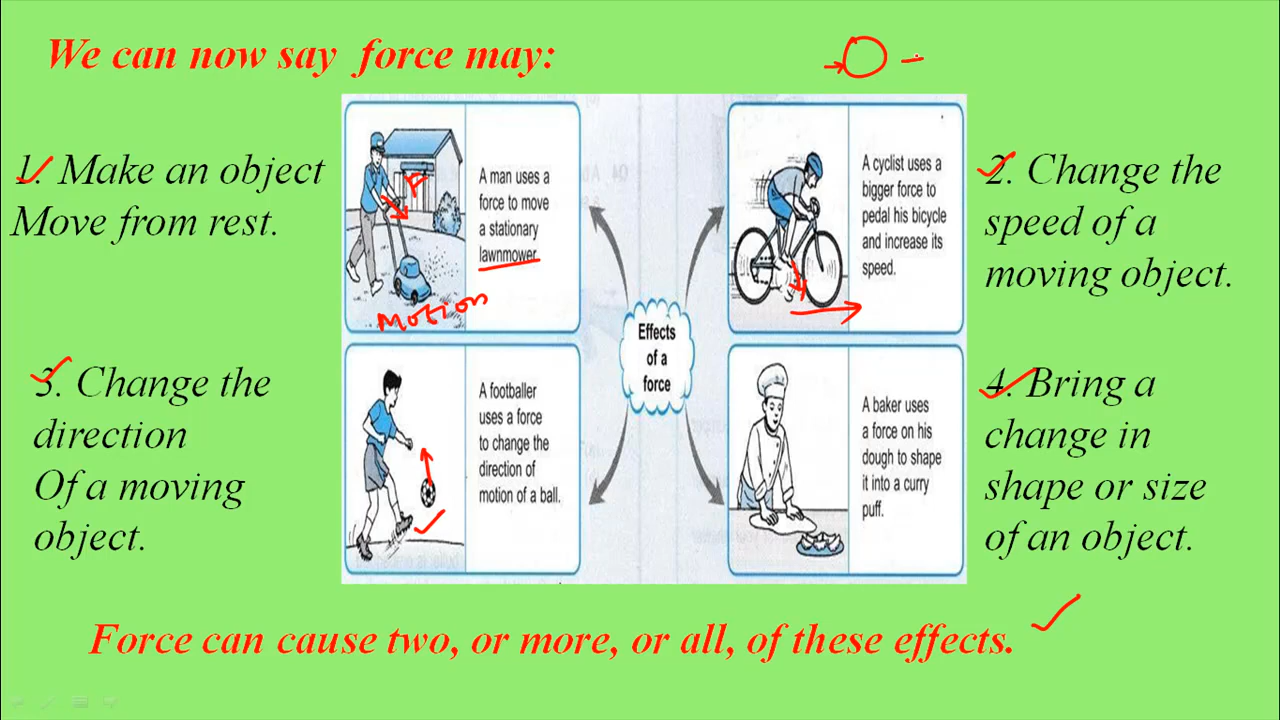 We can now say force may:
1. Make an object
Move from rest.
A man uses a
force to move
a stationary
lawnmower.
F
Motion
A cyclist uses a
bigger force to
pedal his bicycle
and increase its
speed.
2. Change the
speed of a
moving object.
Effects
of a
force
3. Change the
direction
Of a moving
object.
A footballer
uses a force
to change the
direction of
motion of a ball.
A baker uses
a force on his
dough to shape
it into a curry
puff.
4. Bring a
change in
shape or size
of an object.
Force can cause two, or more, or all, of these effects.